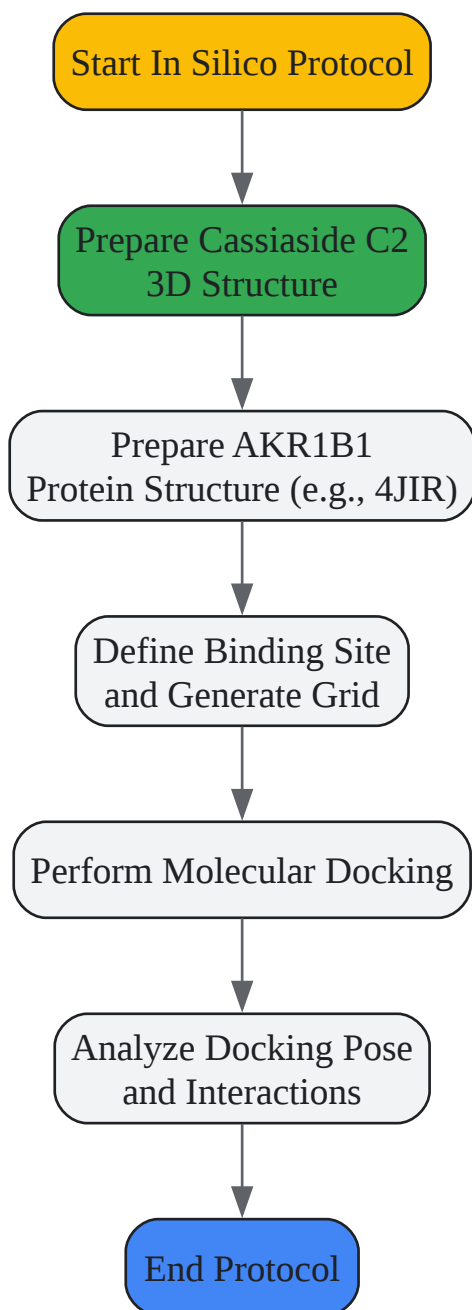 Start In Silico Protocol
Prepare Cassiaside C2
3D Structure
Prepare AKR1B1
Protein Structure (e.g., 4JIR)
Define Binding Site
and Generate Grid
Perform Molecular Docking
Analyze Docking Pose
and Interactions
End Protocol